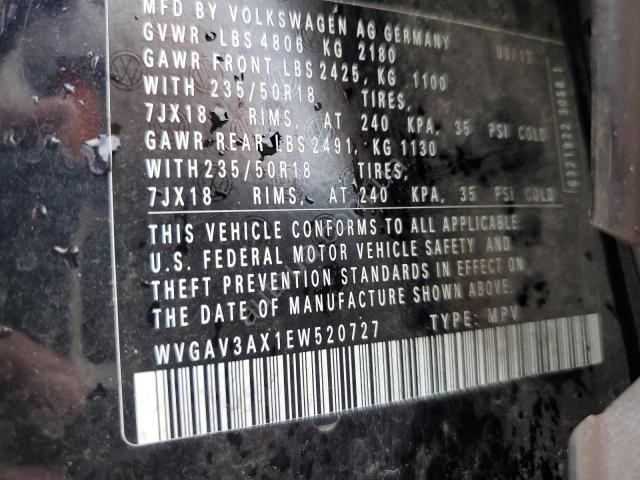 MFD BY VOLKSWAGEN AG GERMANY
GVWR LBS 4806 KG 2180
GAWR FRONT LBS 2425, KG 1100
WITH 235/50R18 TIRES,
7JX18 RIMS, AT 240 KPA, 35 PSI COLD
GAWR REAR LBS 2491, KG 1130
WITH 235/50R18 TIRES,
7JX18 RIMS, AT 240 KPA, 35 PSI COLD
THIS VEHICLE CONFORMS TO ALL APPLICABLE
U.S. FEDERAL MOTOR VEHICLE SAFETY AND
THEFT PREVENTION STANDARDS IN EFFECT ON
THE DATE OF MANUFACTURE SHOWN ABOVE.
WVGAV3AX1EW520727 TYPE: MPV